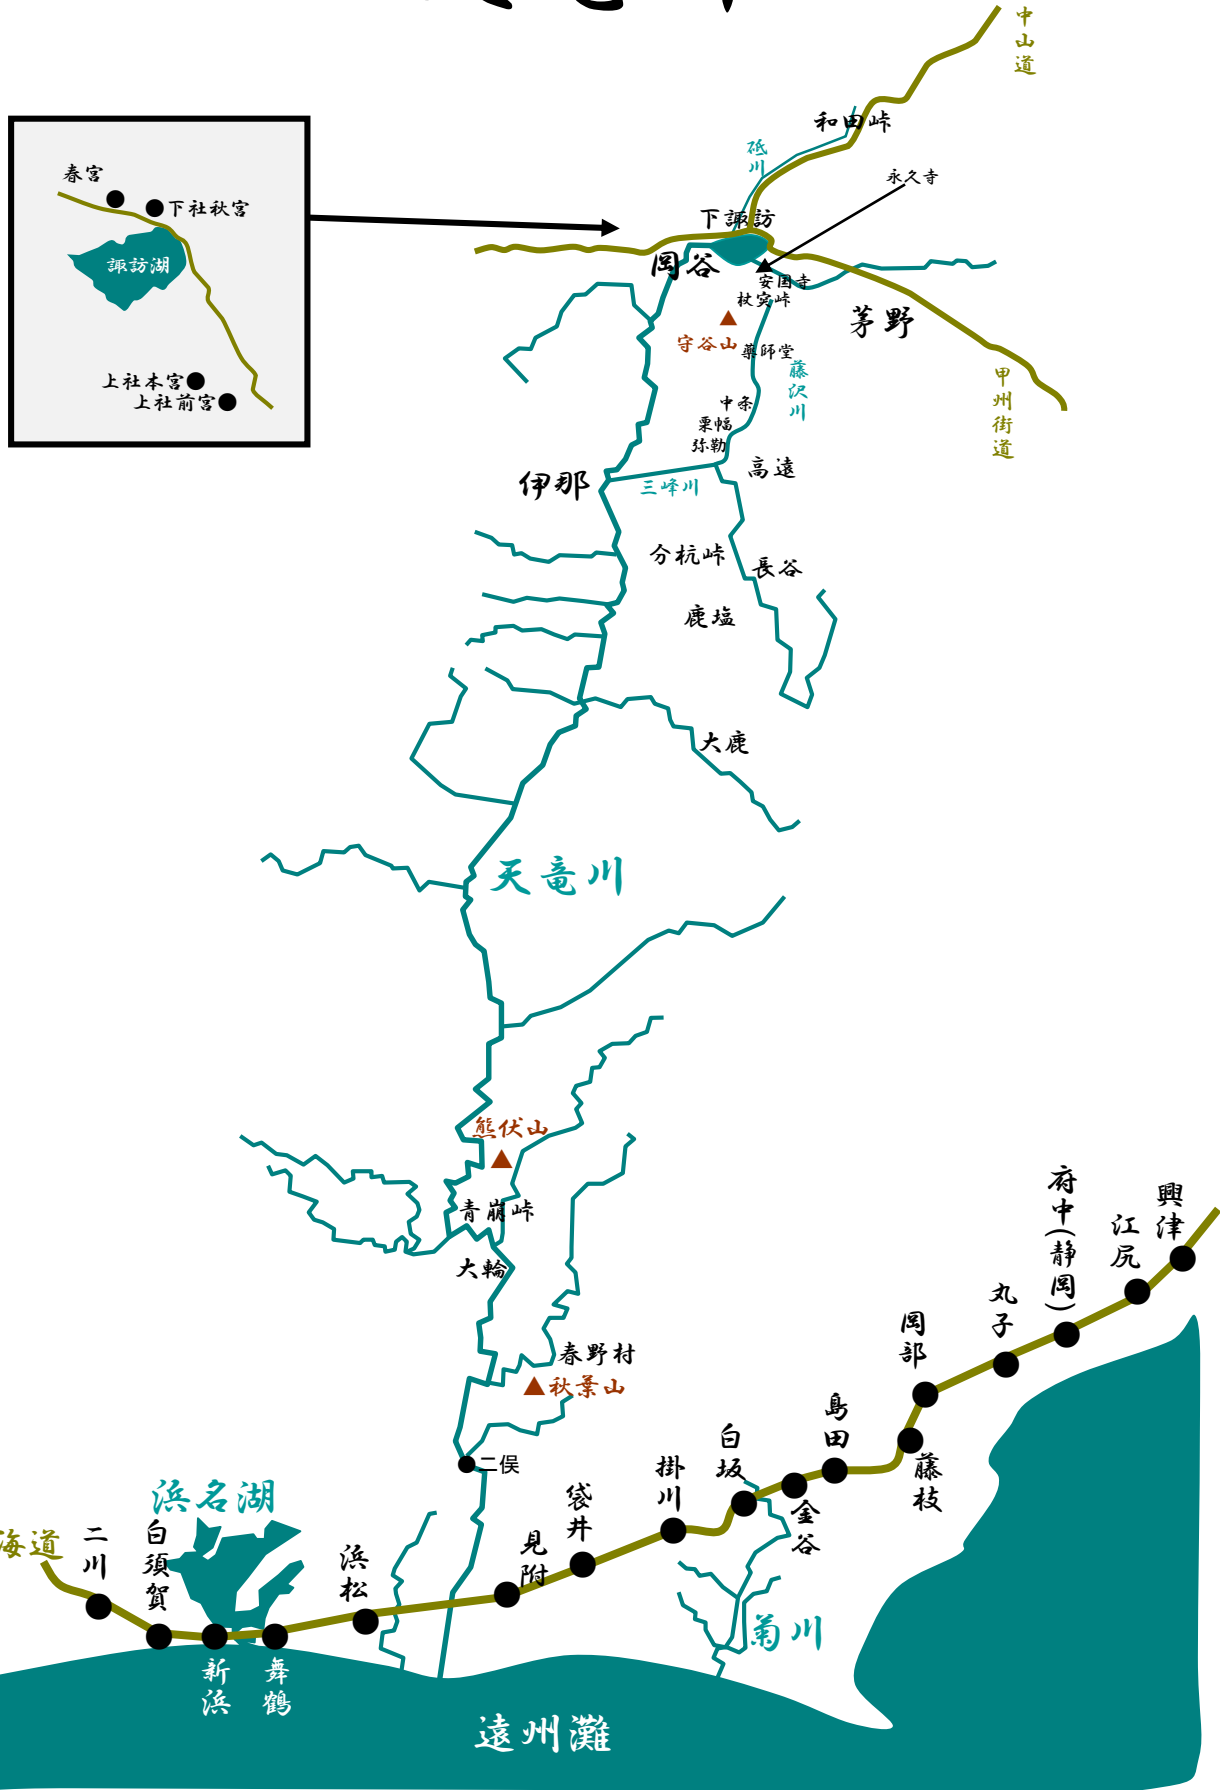 中山道
和田峠
砥川
永久寺
春宮
下社秋宮
下諏訪
諏訪湖
岡谷
安国寺
杖突峠
茅野
守谷山
薬師堂
藤沢川
甲州街道
上社本宮
上社前宮
中条
栗幅
弥勒
高遠
伊那
三峰川
分杭峠
長谷
鹿塩
大鹿
天竜川
熊伏山
青崩峠
大輪
府中(静岡)
興津
江尻
丸子
岡部
春野村
秋葉山
島田
白坂
掛川
藤枝
二俣
浜名湖
袋井
金谷
海道
二川
白須賀
見附
浜松
菊川
新浜
舞鶴
遠州灘